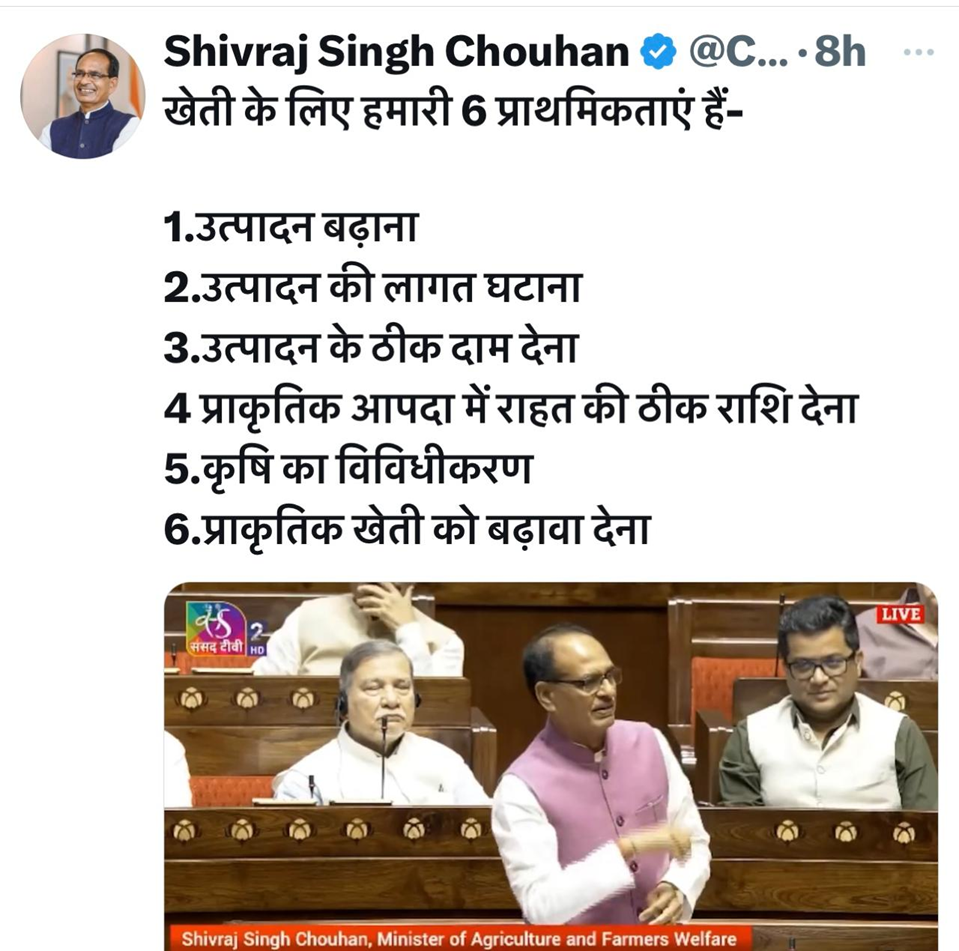 Shivraj Singh Chouhan @C... · 8h ...
खेती के लिए हमारी 6 प्राथमिकताएं हैं-
1.उत्पादन बढ़ाना
2.उत्पादन की लागत घटाना
3.उत्पादन के ठीक दाम देना
4 प्राकृतिक आपदा में राहत की ठीक राशि देना
5.कृषि का विविधीकरण
6.प्राकृतिक खेती को बढ़ावा देना
संसद टीवी 2 HD
LIVE
Shivraj Singh Chouhan, Minister of Agriculture and Farmers Welfare